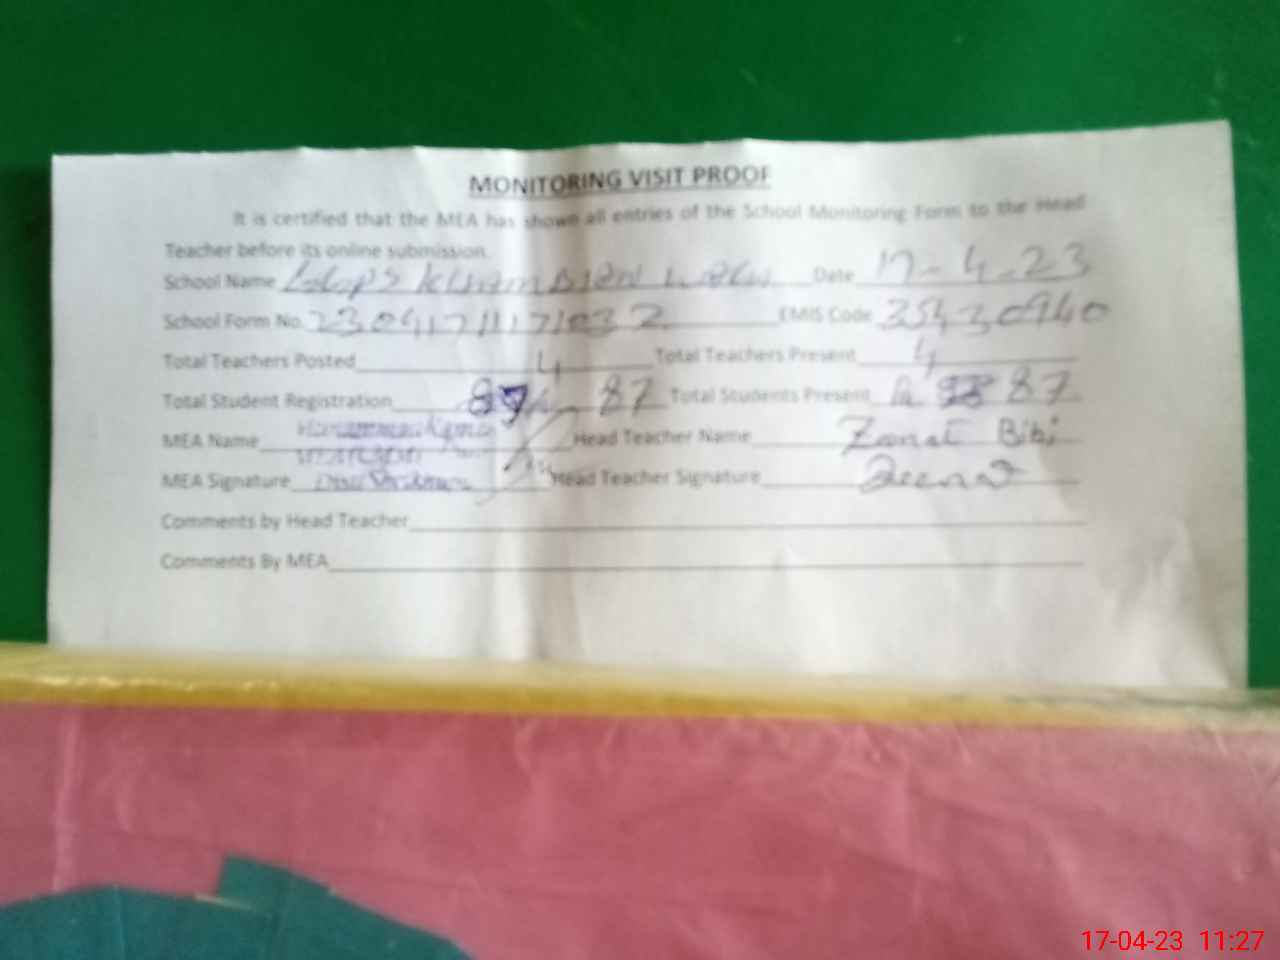 MONITORING VISIT PROOF
It is certified that the MEA has shown all entries of the School Monitoring Form to the Head
Teacher before its online submission.
School Name Date 17-4-23
School Form No. EMIS Code 35430940
Total Teachers Posted 4 Total Teachers Present 4
Total Student Registration 87 Total Students Present 87
MEA Name Head Teacher Name Zeenat Bibi
MEA Signature Head Teacher Signature Zeenat
Comments by Head Teacher
Comments By MEA
17-04-23 11:27